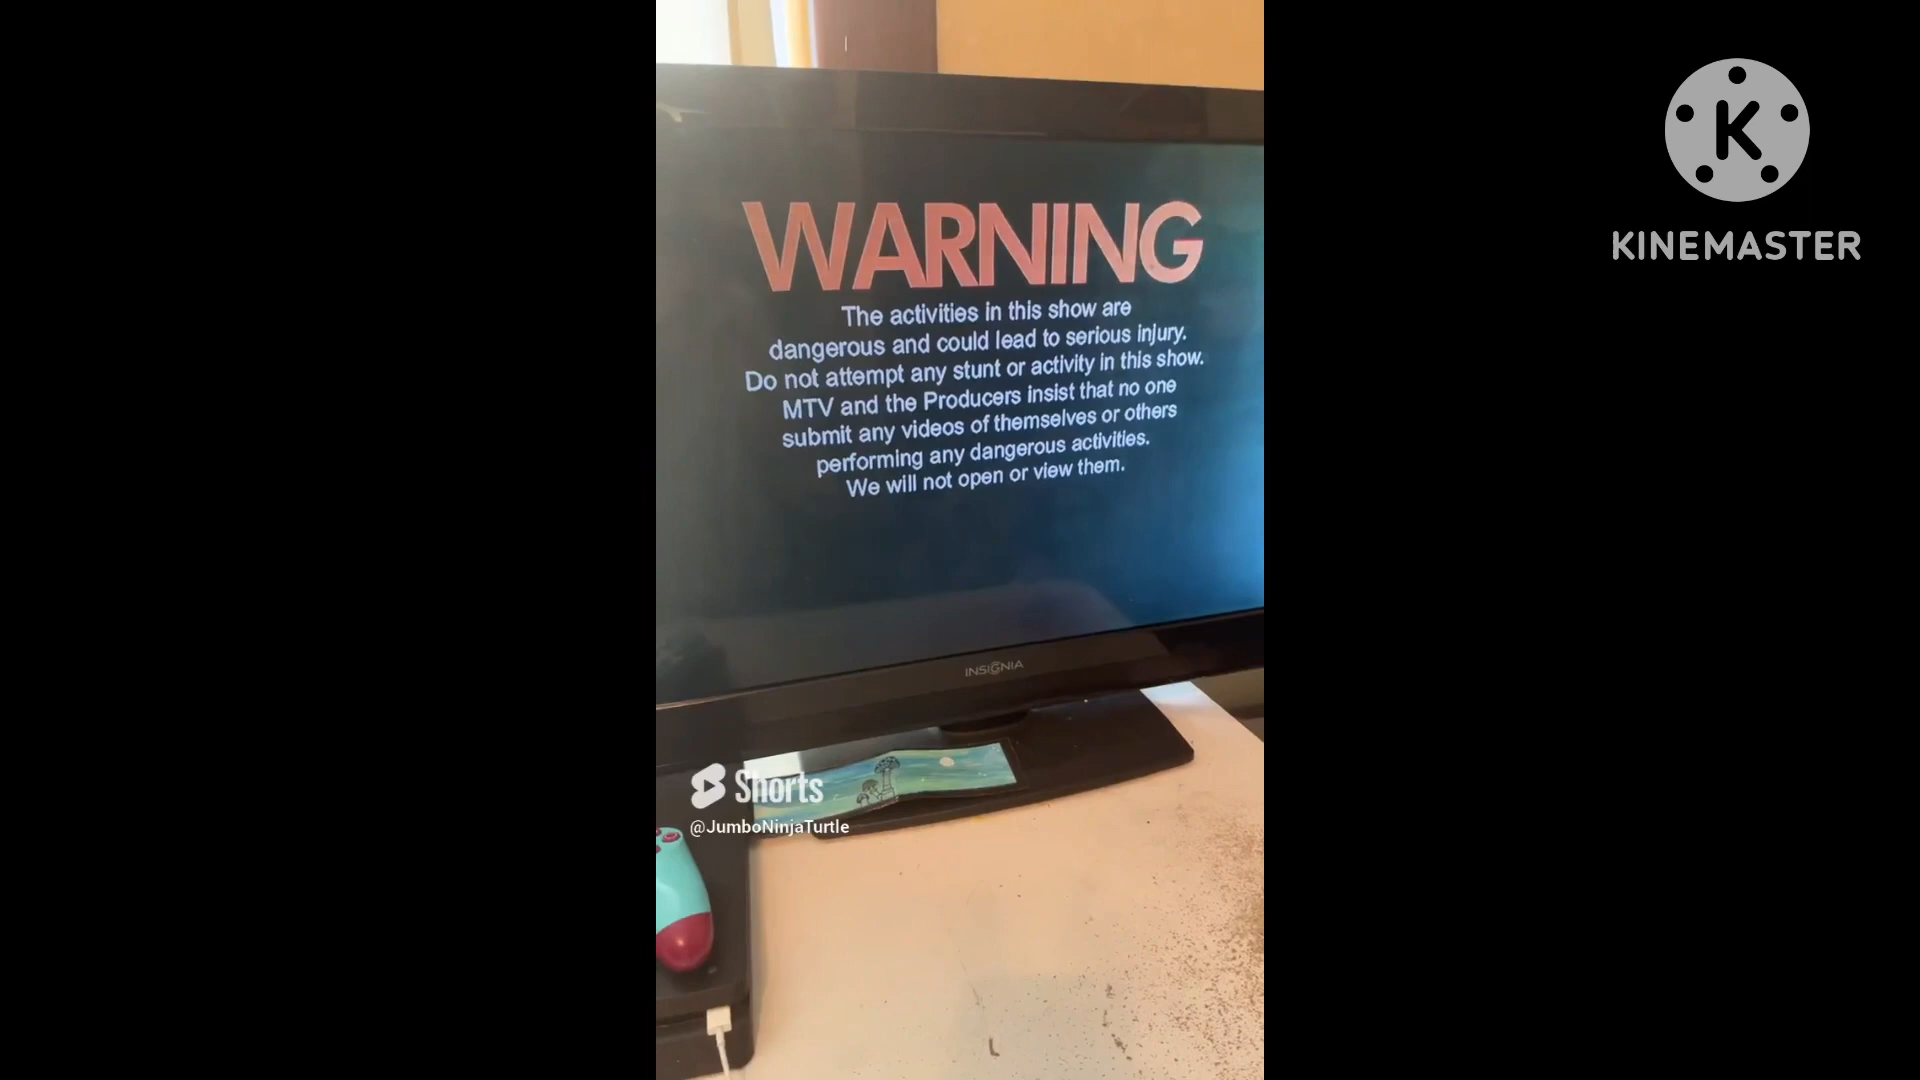 WARNING
The activities in this show are
dangerous and could lead to serious injury.
Do not attempt any stunt or activity in this show.
MTV and the Producers insist that no one
submit any videos of themselves or others
performing any dangerous activities.
We will not open or view them.
INSIGNIA
Shorts
@JumboNinjaTurtle
K
KINEMASTER